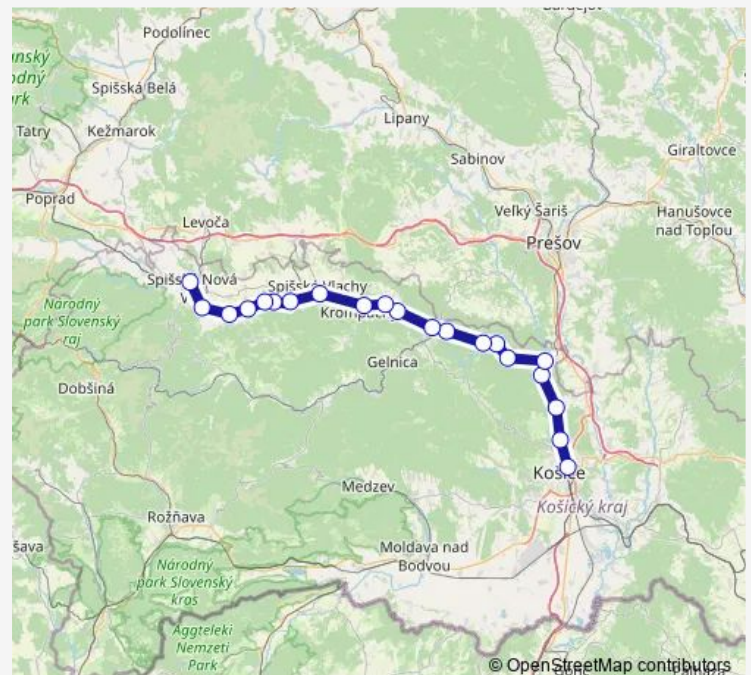 Podolínec
Spišská Belá
Tatry
Kežmarok
Lipany
Giraltovce
Sabinov
Poprad
Levoča
Veľký Šariš
Hanušovce
nad Topľou
Prešov
Spišská Nová
Spišské Vlachy
Krompachy
Národný
park Slovenský
raj
Gelnica
Dobšiná
Košice
Medzev
Košický kraj
Rožňava
Moldava nad
Bodvou
Národný
park Slovenský
kras
Aggteleki
Nemzeti
Park
© OpenStreetMap contributors